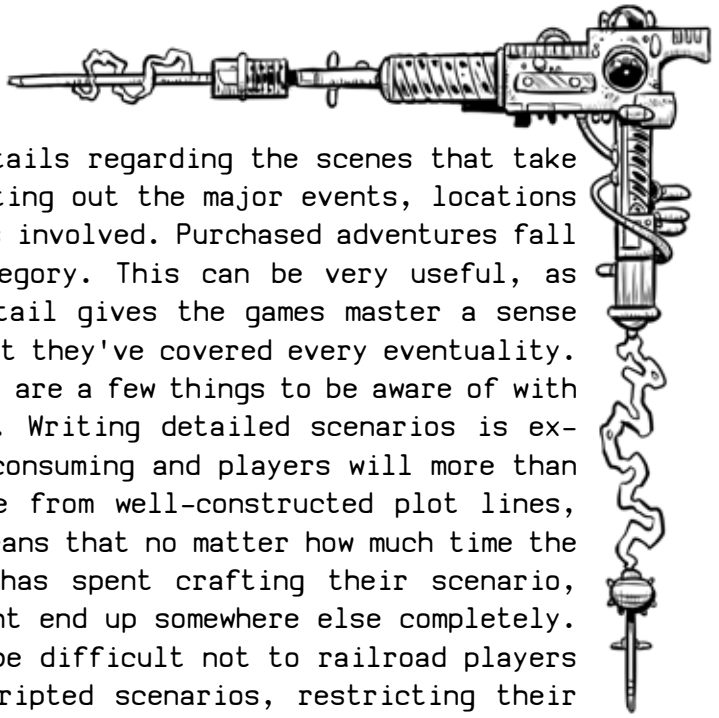 tails regarding the scenes that take
ting out the major events, locations
involved. Purchased adventures fall
egory. This can be very useful, as
tail gives the games master a sense
t they've covered every eventuality.
are a few things to be aware of with
. Writing detailed scenarios is ex-
consuming and players will more than
e from well-constructed plot lines,
eans that no matter how much time the
has spent crafting their scenario,
nt end up somewhere else completely.
be difficult not to railroad players
ripted scenarios, restricting their